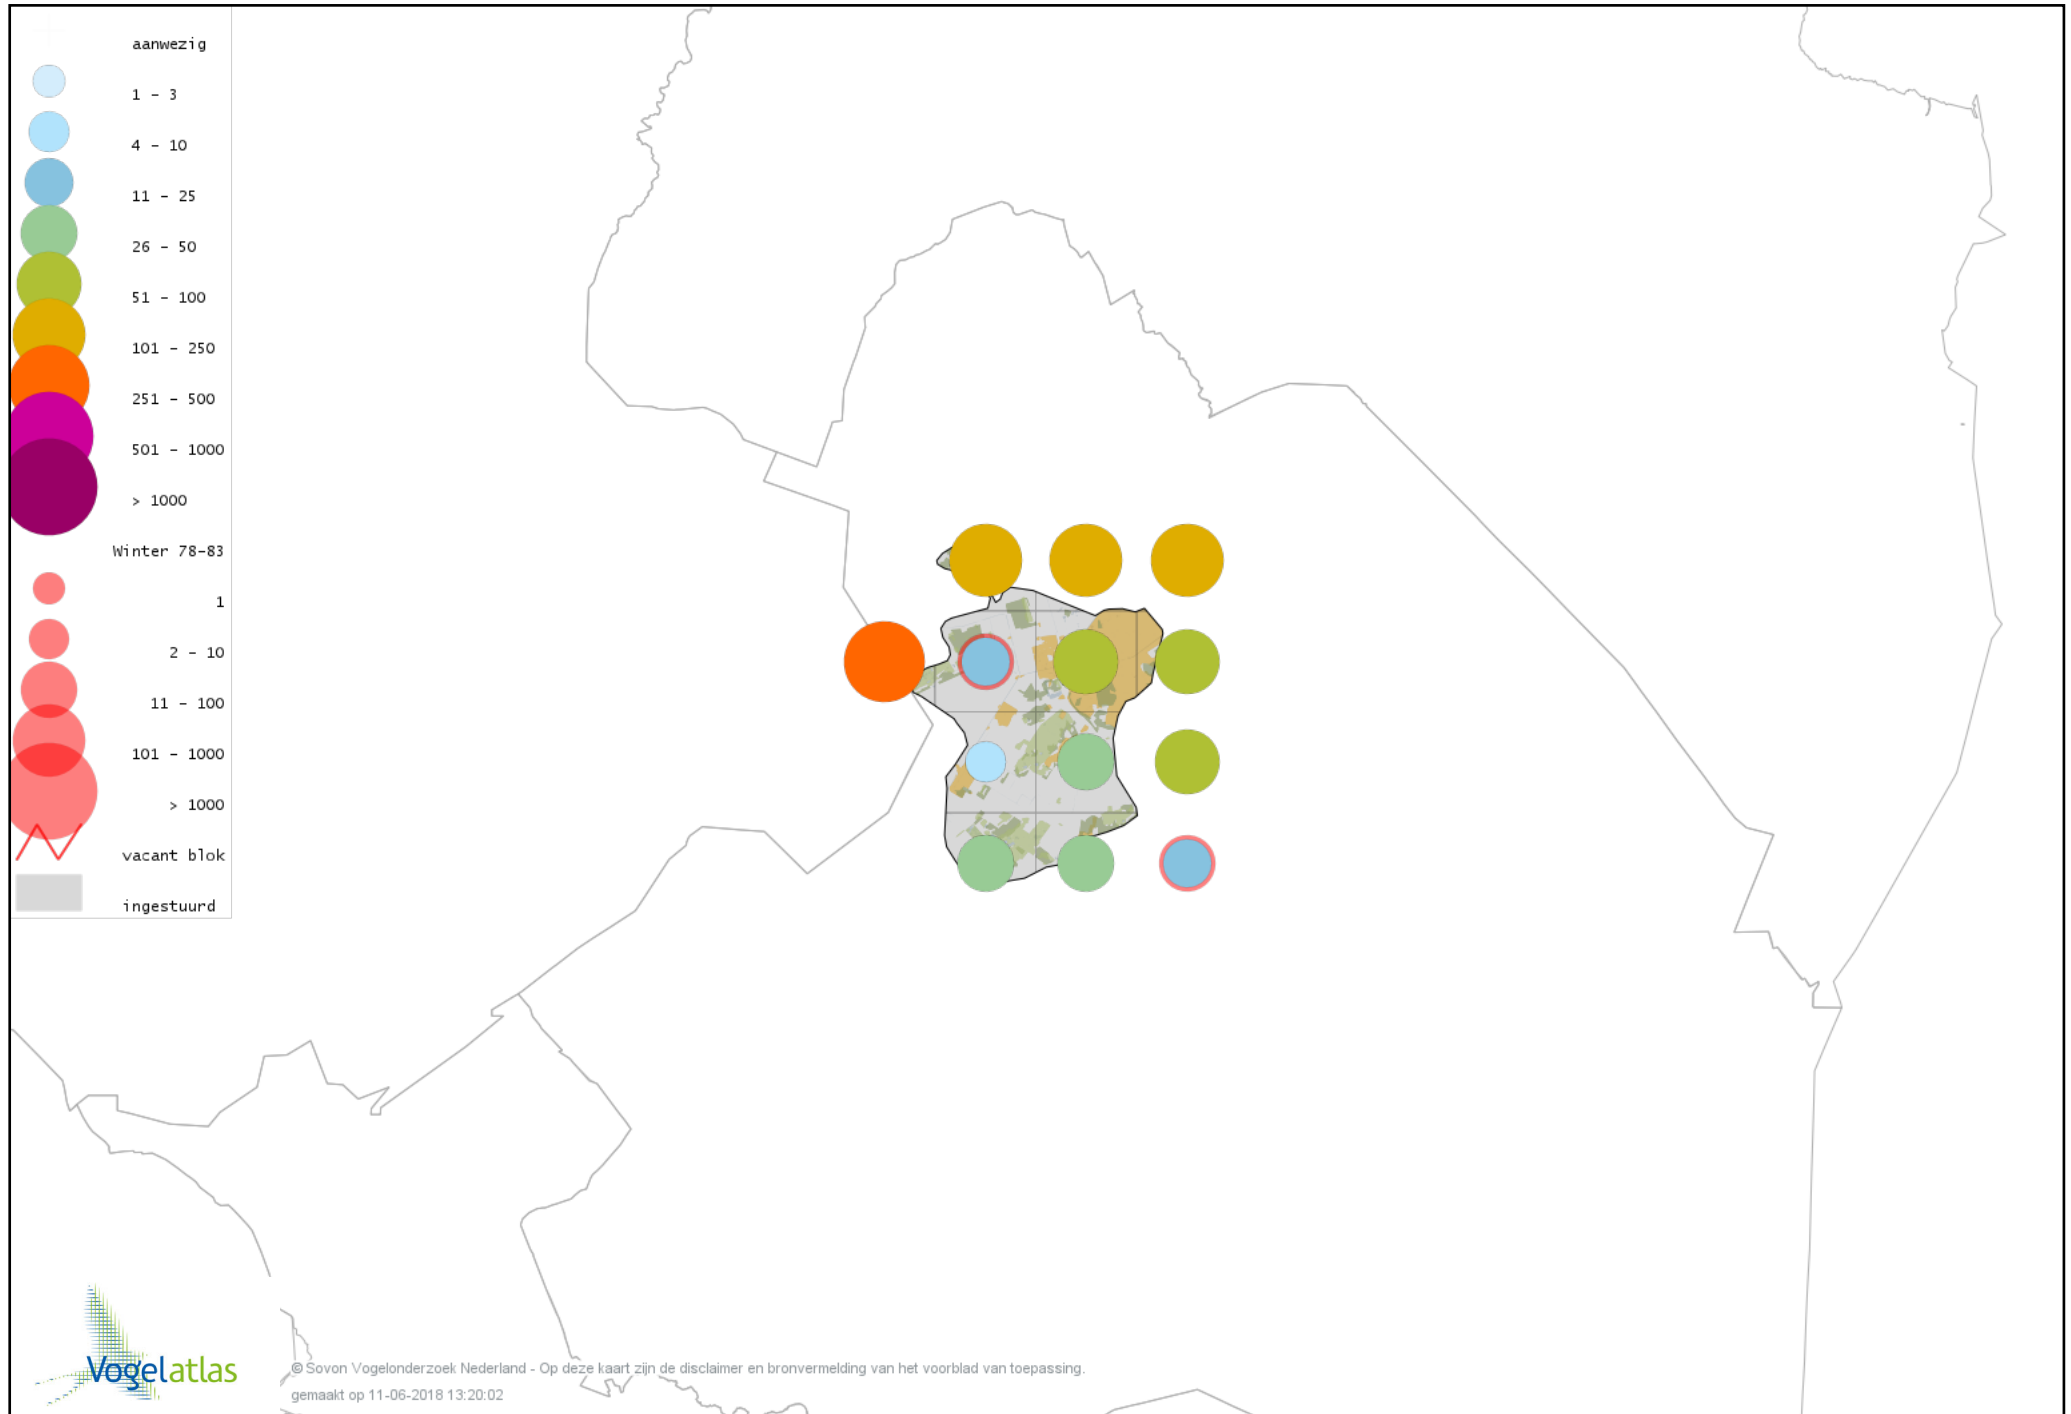 aanwezig
1 - 3
4 - 10
11 - 25
26 - 50
51 - 100
101 - 250
251 - 500
501 - 1000
> 1000
Winter 78-83
1
2 - 10
11 - 100
101 - 1000
> 1000
vacant blok
ingestuurd
Vogelatlas
© Sovon Vogelonderzoek Nederland - Op deze kaart zijn de disclaimer en bronvermelding van het voorblad van toepassing.
gemaakt op 11-06-2018 13:20:02